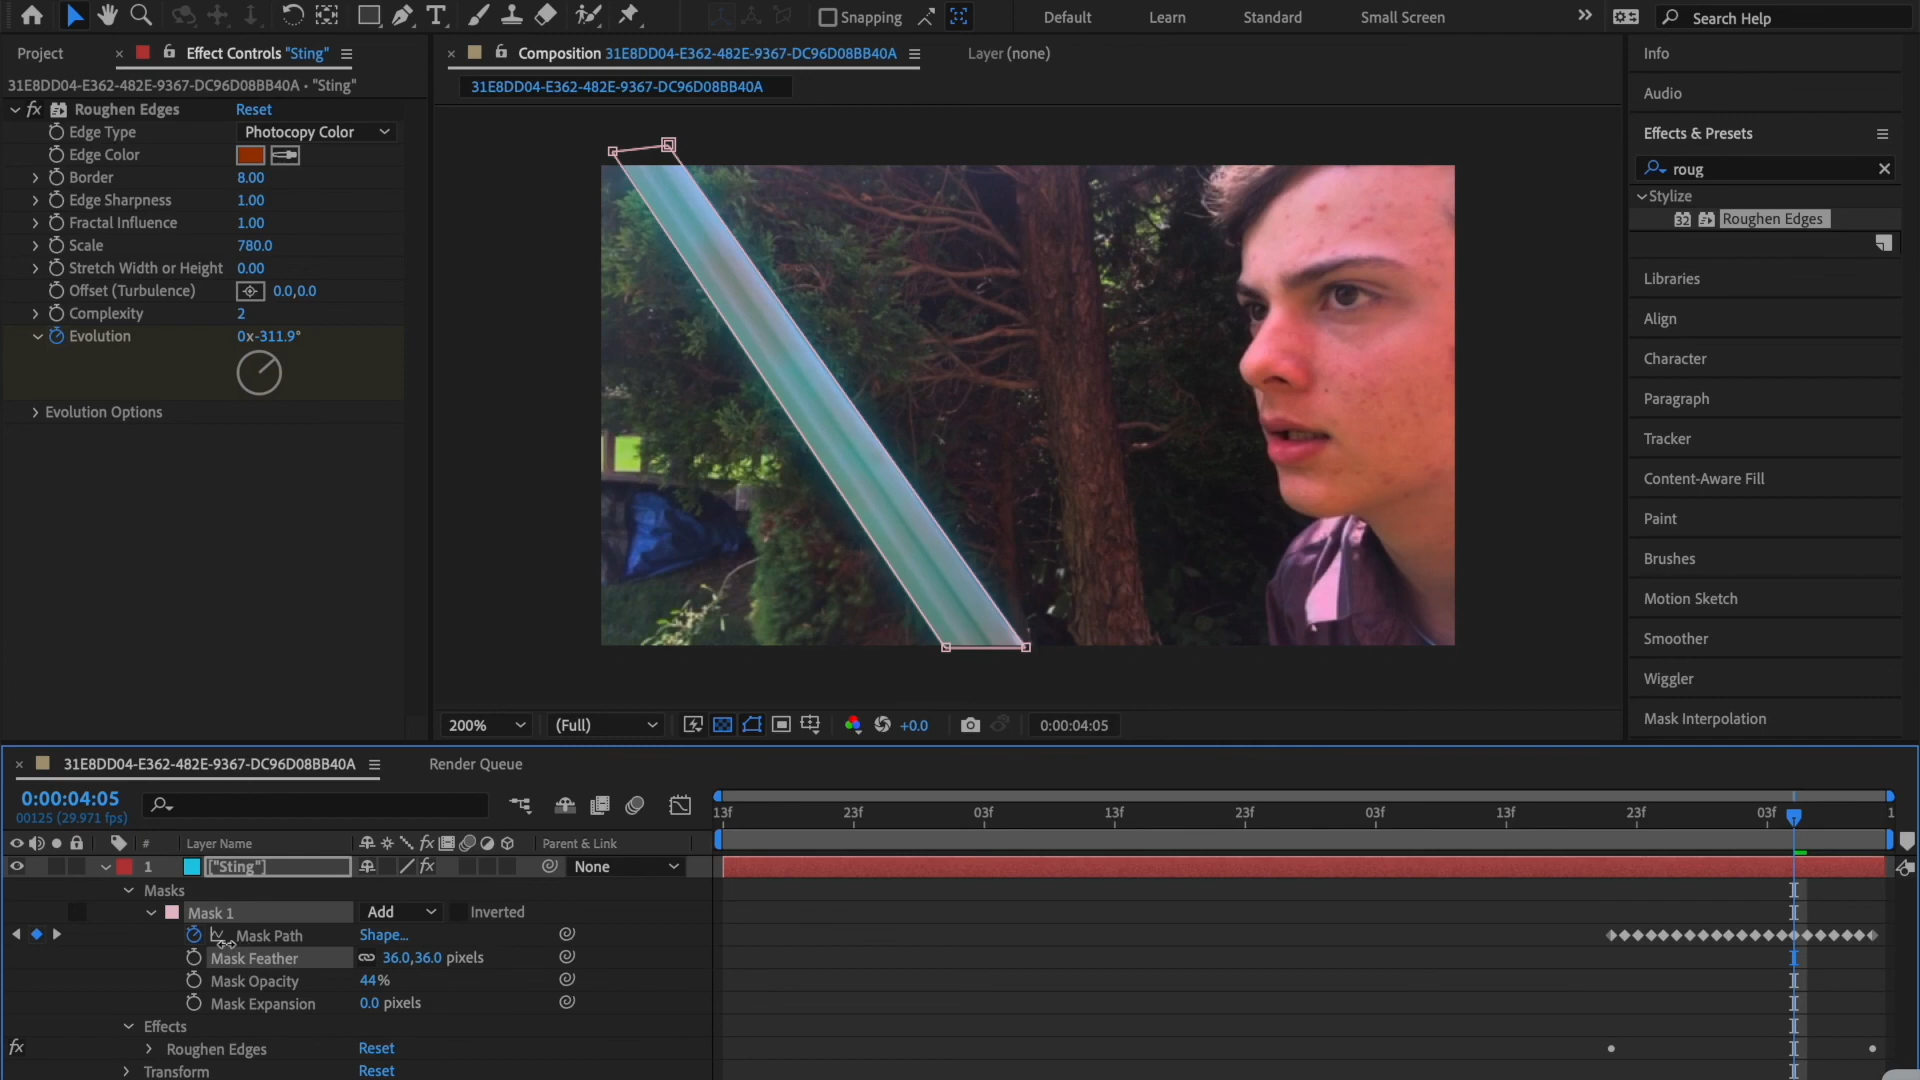 Snapping
Default
Learn
Standard
Small Screen
Search Help
Project
Effect Controls "Sting"
Composition 31E8DD04-E362-482E-9367-DC96D08BB40A
Layer (none)
31E8DD04-E362-482E-9367-DC96D08BB40A • "Sting"
31E8DD04-E362-482E-9367-DC96D08BB40A
fx Roughen Edges Reset
Edge Type Photocopy Color
Edge Color
Border 8.00
Edge Sharpness 1.00
Fractal Influence 1.00
Scale 780.0
Stretch Width or Height 0.00
Offset (Turbulence) 0.0,0.0
Complexity 2
Evolution 0x-311.9°
Evolution Options
Info
Audio
Effects & Presets
roug
Stylize
32 Roughen Edges
Libraries
Align
Character
Paragraph
Tracker
Content-Aware Fill
Paint
Brushes
Motion Sketch
Smoother
Wiggler
Mask Interpolation
200% (Full) +0.0 0:00:04:05
31E8DD04-E362-482E-9367-DC96D08BB40A
Render Queue
0:00:04:05
00125 (29.971 fps)
13f 23f 03f 13f 23f 03f 13f 23f 03f 1
# Layer Name fx Parent & Link
1 ["Sting"] fx None
Masks
Mask 1 Add Inverted
Mask Path Shape...
Mask Feather 36.0,36.0 pixels
Mask Opacity 44%
Mask Expansion 0.0 pixels
Effects
fx Roughen Edges Reset
Transform Reset